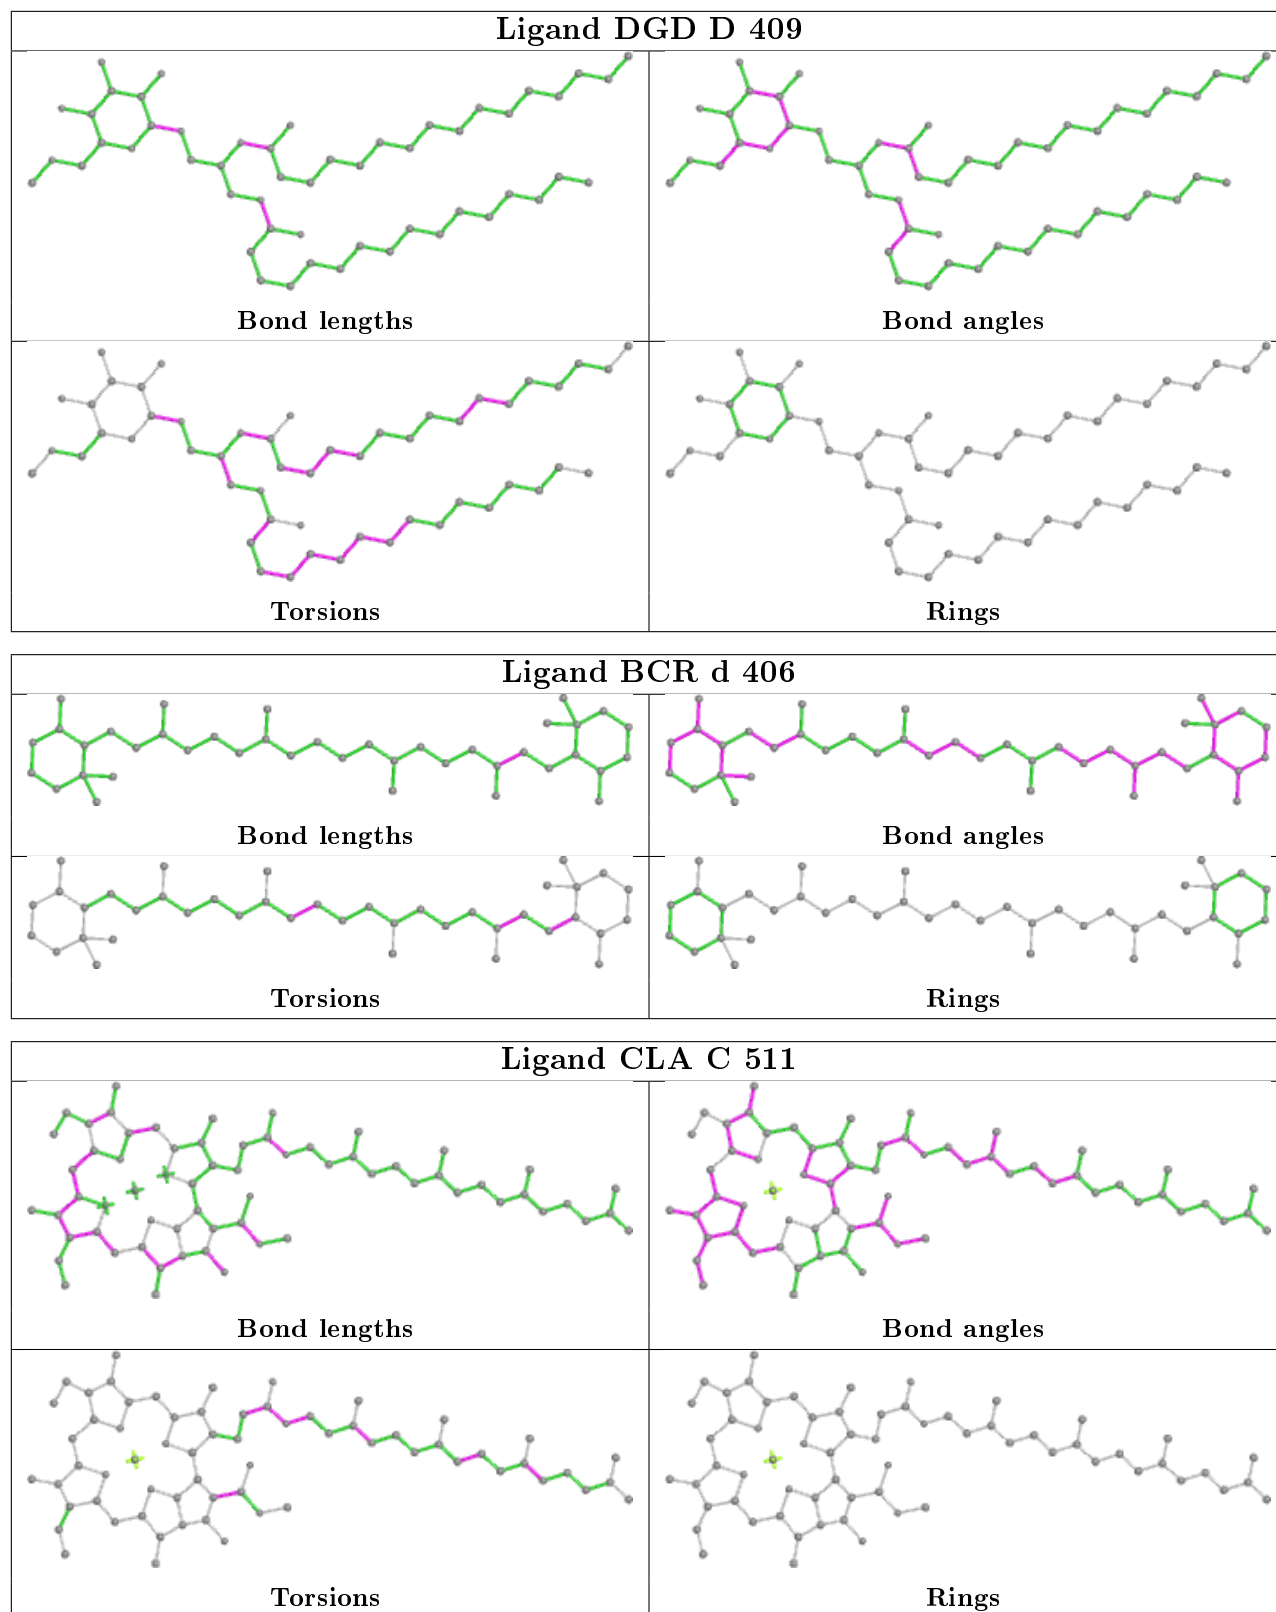 Ligand DGD D 409
Bond lengths
Bond angles
Torsions
Rings
Ligand BCR d 406
Bond lengths
Bond angles
Torsions
Rings
Ligand CLA C 511
Bond lengths
Bond angles
Torsions
Rings